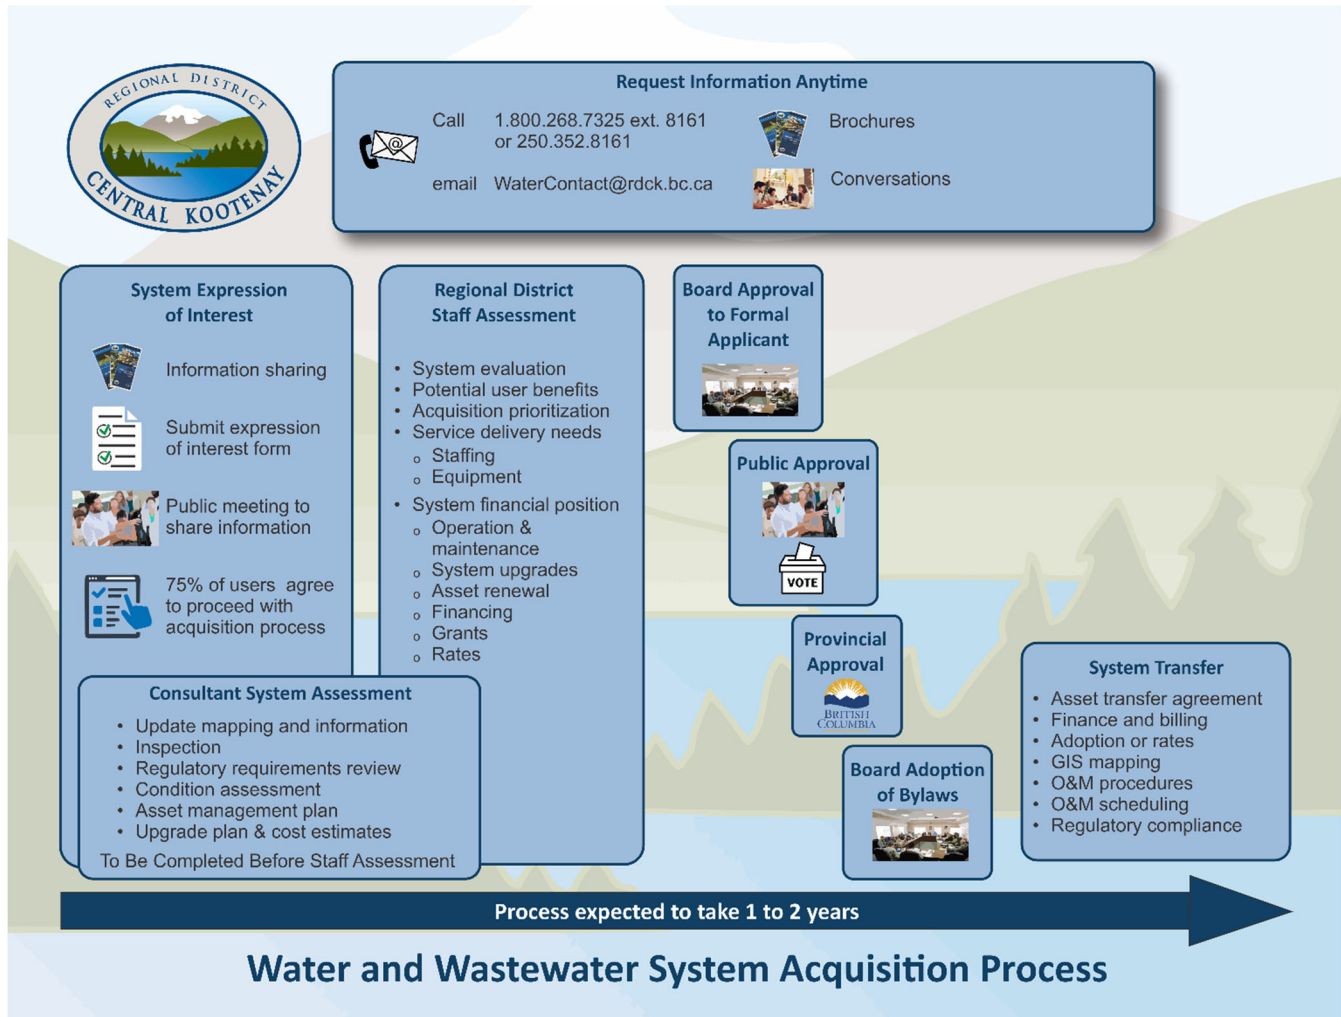 REGIONAL DISTRICT
CENTRAL KOOTENAY
Request Information Anytime
Call 1.800.268.7325 ext. 8161
or 250.352.8161
email WaterContact@rdck.bc.ca
Brochures
Conversations
System Expression
of Interest
Information sharing
Submit expression
of interest form
Public meeting to
share information
75% of users agree
to proceed with
acquisition process
Consultant System Assessment
• Update mapping and information
• Inspection
• Regulatory requirements review
• Condition assessment
• Asset management plan
• Upgrade plan & cost estimates
To Be Completed Before Staff Assessment
Regional District
Staff Assessment
• System evaluation
• Potential user benefits
• Acquisition prioritization
• Service delivery needs
o Staffing
o Equipment
• System financial position
o Operation &
maintenance
o System upgrades
o Asset renewal
o Financing
o Grants
o Rates
Board Approval
to Formal
Applicant
Public Approval
VOTE
Provincial
Approval
BRITISH
COLUMBIA
Board Adoption
of Bylaws
System Transfer
• Asset transfer agreement
• Finance and billing
• Adoption or rates
• GIS mapping
• O&M procedures
• O&M scheduling
• Regulatory compliance
Process expected to take 1 to 2 years
Water and Wastewater System Acquisition Process